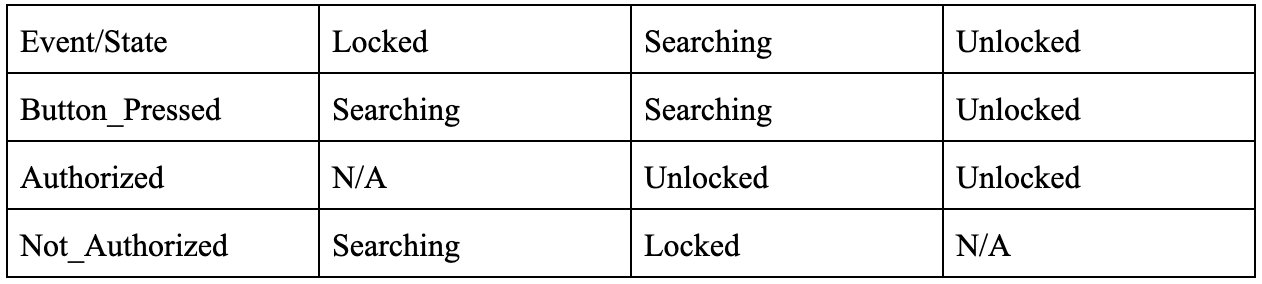 Event/State Locked Searching Unlocked
Button_Pressed Searching Searching Unlocked
Authorized N/A Unlocked Unlocked
Not_Authorized Searching Locked N/A